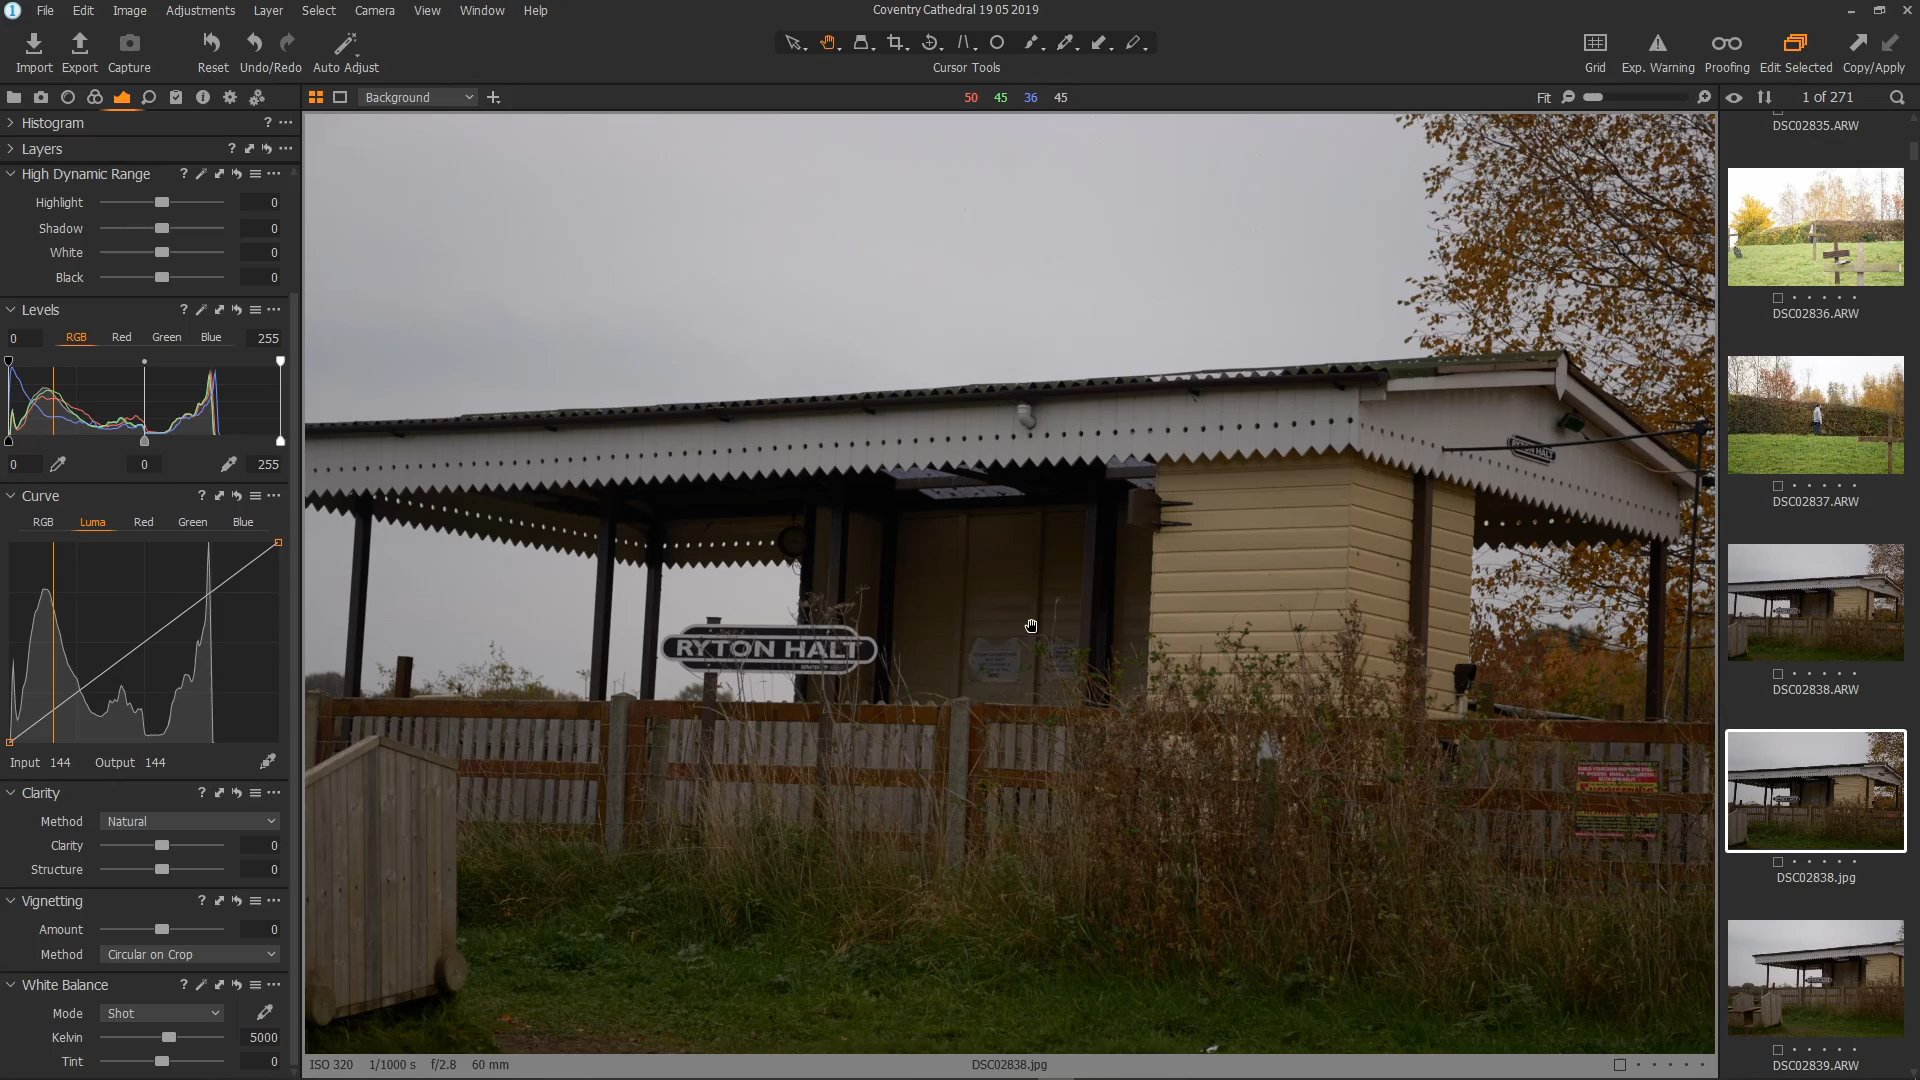 File Edit Image Adjustments Layer Select Camera View Window Help
Coventry Cathedral 19 05 2019
Import Export Capture Reset Undo/Redo Auto Adjust
Cursor Tools
Grid Exp. Warning Proofing Edit Selected Copy/Apply
Background
50 45 36 45
Fit
1 of 271
Histogram
Layers
High Dynamic Range
Highlight 0
Shadow 0
White 0
Black 0
Levels
0 RGB Red Green Blue 255
0 0 255
Curve
RGB Luma Red Green Blue
Input 144 Output 144
Clarity
Method Natural
Clarity 0
Structure 0
Vignetting
Amount 0
Method Circular on Crop
White Balance
Mode Shot
Kelvin 5000
Tint 0
RYTON HALT
RYTON HALT
ISO 320 1/1000 s f/2.8 60 mm
DSC02838.jpg
DSC02835.ARW
DSC02836.ARW
DSC02837.ARW
DSC02838.ARW
DSC02838.jpg
DSC02839.ARW